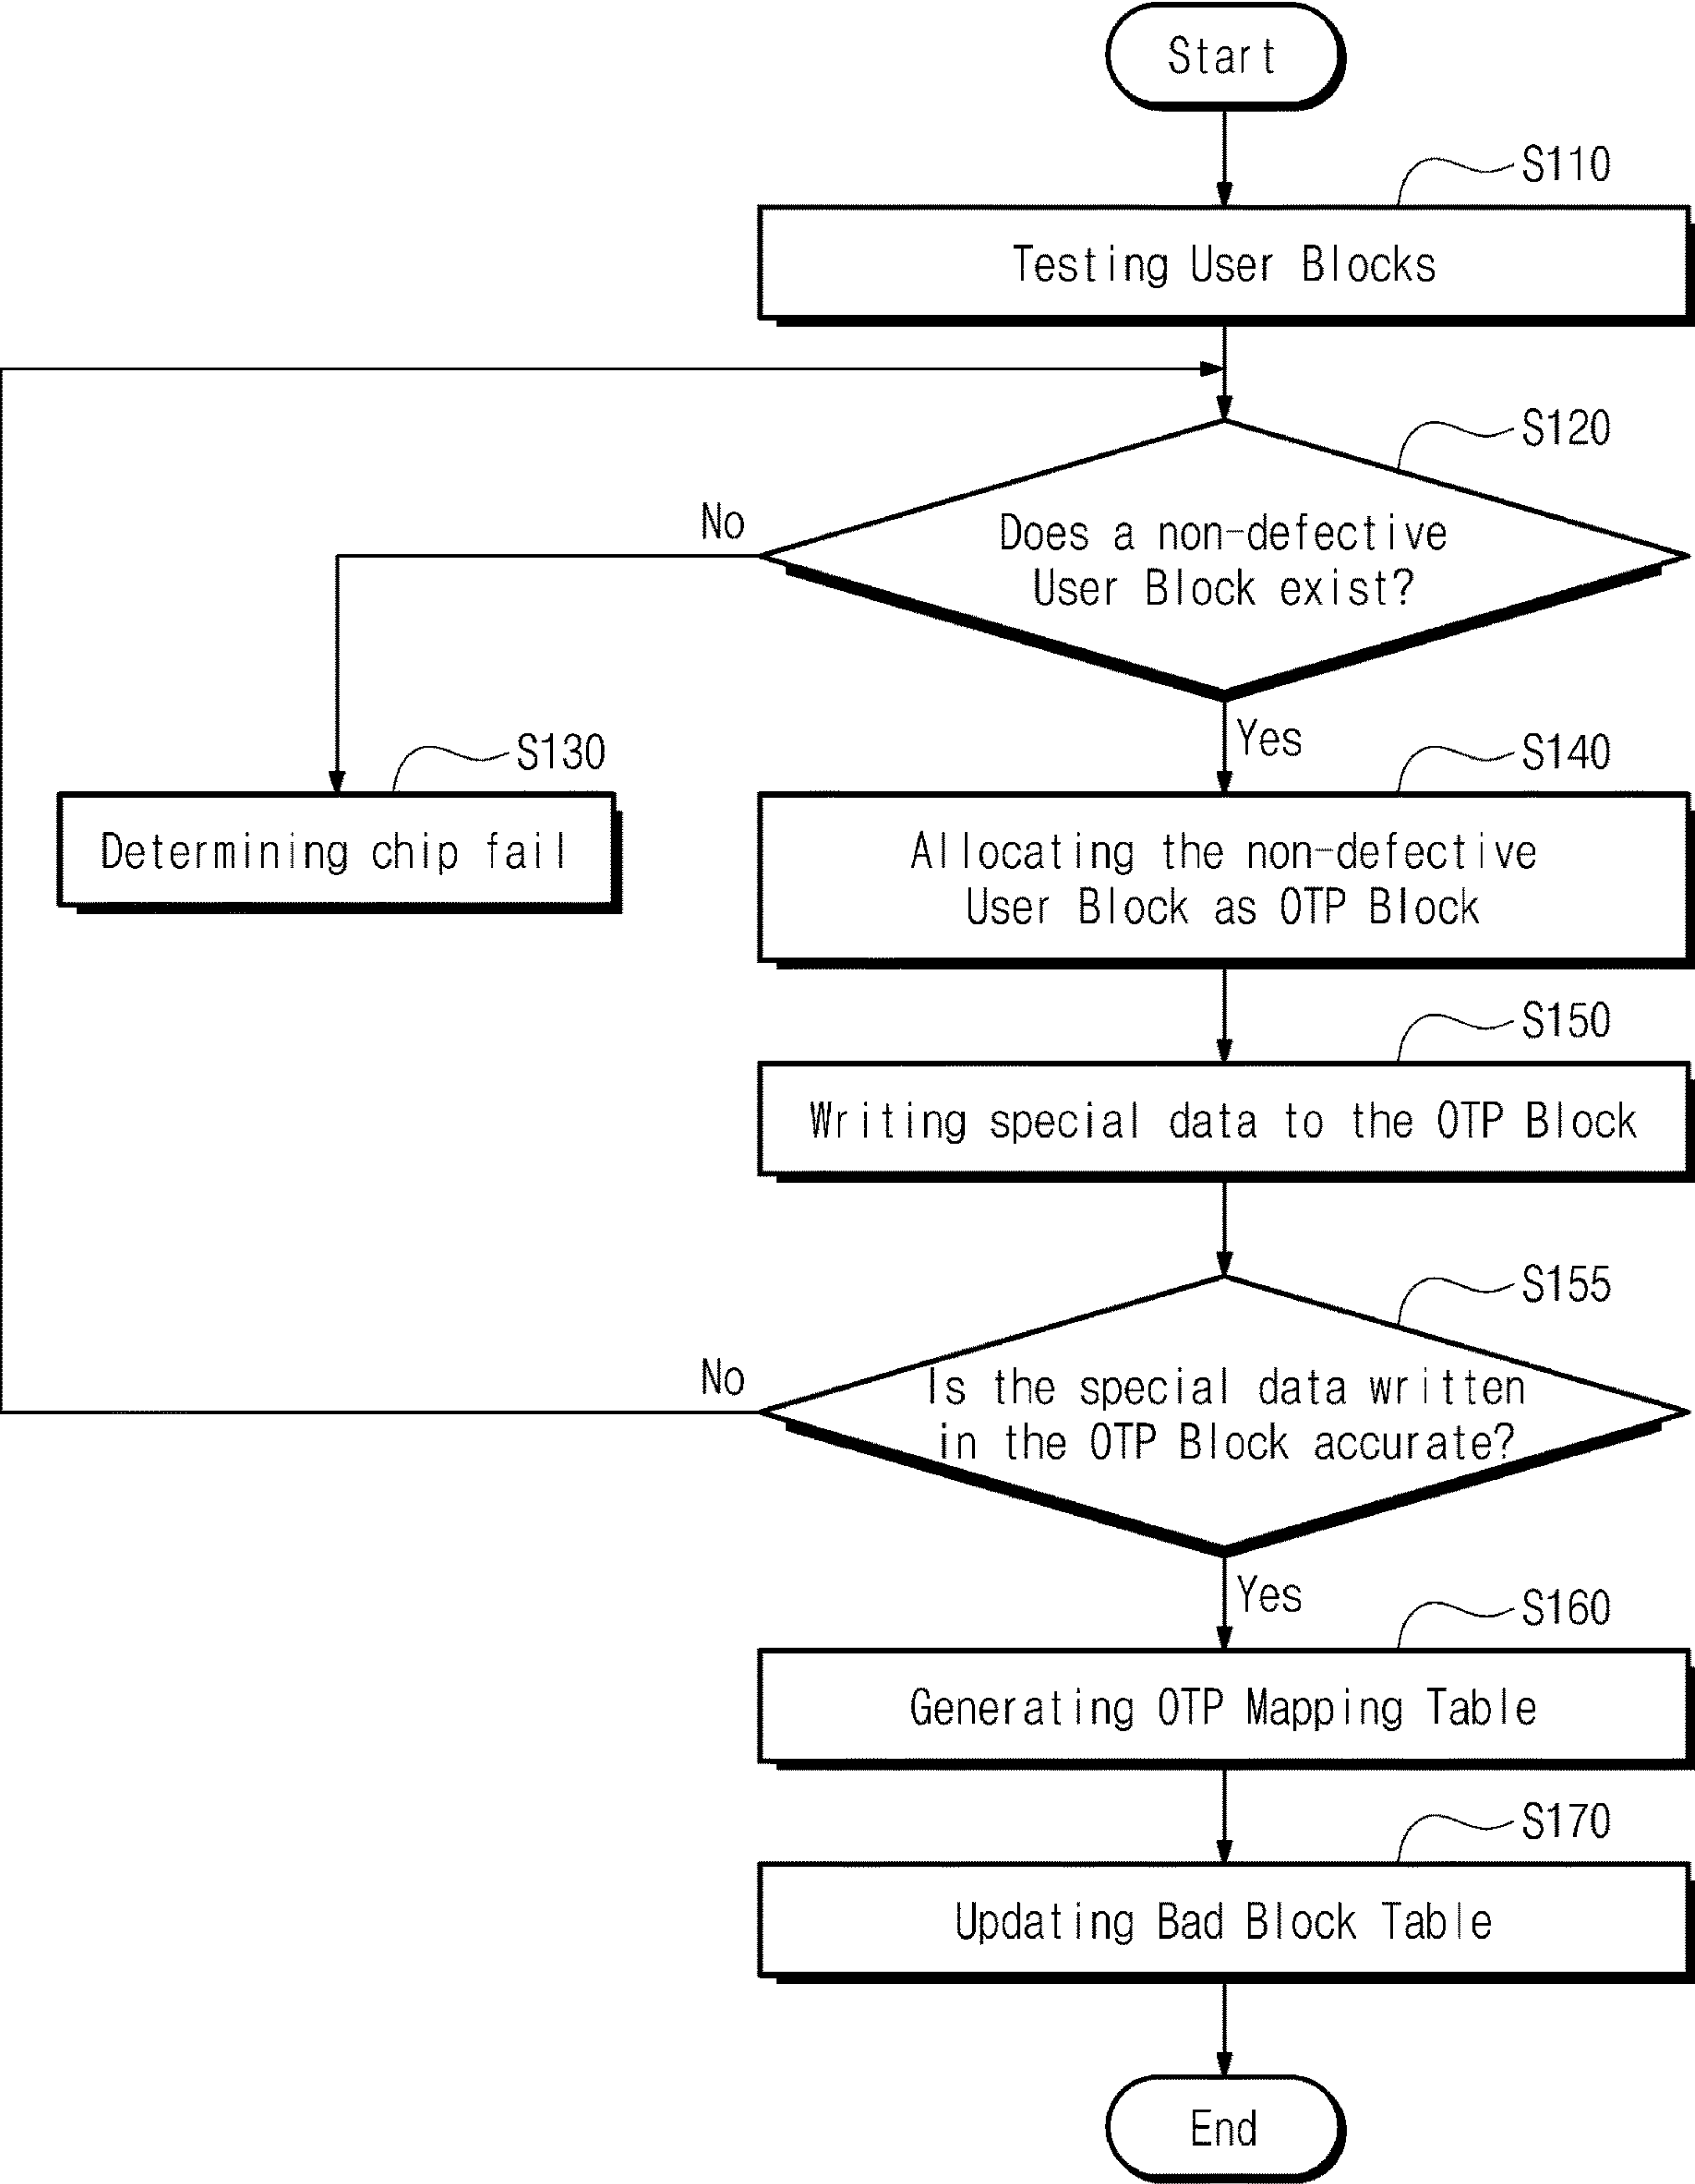 Start
S110
Testing User Blocks
S120
No
Does a non-defective
User Block exist?
Yes
S130
S140
Determining chip fail
Allocating the non-defective
User Block as OTP Block
S150
Writing special data to the OTP Block
S155
No
Is the special data written
in the OTP Block accurate?
Yes
S160
Generating OTP Mapping Table
S170
Updating Bad Block Table
End